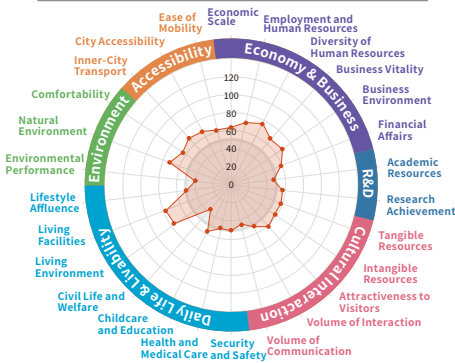 Economic
Scale
Employment and
Human Resources
Diversity of
Human Resources
Business Vitality
Business
Environment
Financial
Affairs
Academic
Resources
Research
Achievement
Tangible
Resources
Intangible
Resources
Attractiveness to
Visitors
Volume of Interaction
Volume of
Communication
Security
and Safety
Health and
Medical Care
Childcare
and Education
Civil Life and
Welfare
Living
Environment
Living
Facilities
Lifestyle
Affluence
Environmental
Performance
Natural
Environment
Comfortability
Inner-City
Transport
City Accessibility
Ease of
Mobility
Economy & Business
R&D
Cultural Interaction
Daily Life & Livability
Environment
Accessibility
120
100
80
60
40
20
0